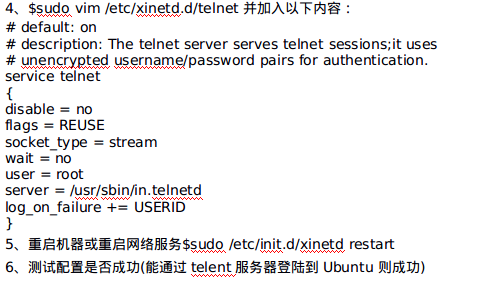 4、$sudo vim /etc/xinetd.d/telnet 并加入以下内容：
# default: on
# description: The telnet server serves telnet sessions;it uses
# unencrypted username/password pairs for authentication.
service telnet
{
disable = no
flags = REUSE
socket_type = stream
wait = no
user = root
server = /usr/sbin/in.telnetd
log_on_failure += USERID
}
5、重启机器或重启网络服务$sudo /etc/init.d/xinetd restart
6、测试配置是否成功(能通过 telent 服务器登陆到 Ubuntu 则成功)